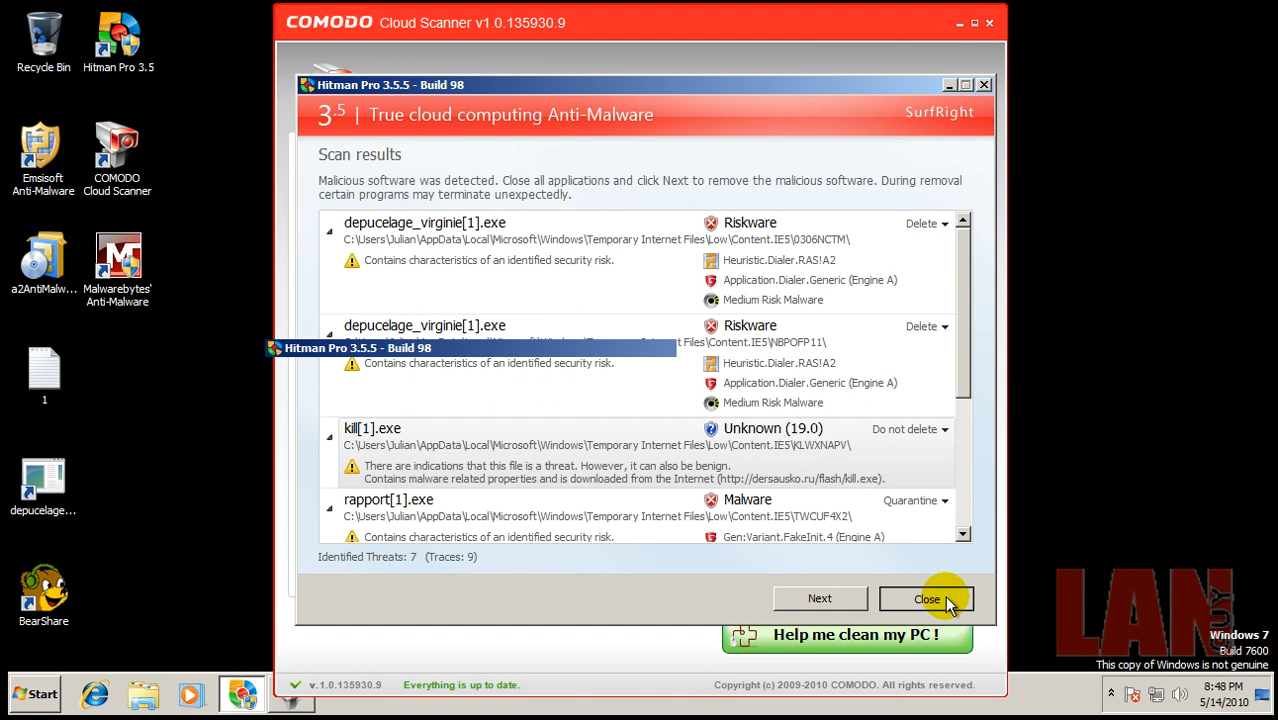 COMODO Cloud Scanner v1.0.135930.9
Recycle Bin
Hitman Pro 3.5
Emsisoft
Anti-Malware
COMODO
Cloud Scanner
a2AntiMalw...
Malwarebytes'
Anti-Malware
1
depucelage...
BearShare
Hitman Pro 3.5.5 - Build 98
3.5 | True cloud computing Anti-Malware
SurfRight
Scan results
Malicious software was detected. Close all applications and click Next to remove the malicious software. During removal
certain programs may terminate unexpectedly.
depucelage_virginie[1].exe Riskware Delete
C:\Users\Julian\AppData\Local\Microsoft\Windows\Temporary Internet Files\Low\Content.IE5\0306NCTM\
Contains characteristics of an identified security risk. Heuristic.Dialer.RAS!A2
Application.Dialer.Generic (Engine A)
Medium Risk Malware
depucelage_virginie[1].exe Riskware Delete
Hitman Pro 3.5.5 - Build 98
Low\Content.IE5\NBPOFP11\
Contains characteristics of an identified security risk. Heuristic.Dialer.RAS!A2
Application.Dialer.Generic (Engine A)
Medium Risk Malware
kill[1].exe Unknown (19.0) Do not delete
C:\Users\Julian\AppData\Local\Microsoft\Windows\Temporary Internet Files\Low\Content.IE5\KLWXNAPV\
There are indications that this file is a threat. However, it can also be benign.
Contains malware related properties and is downloaded from the Internet (http://dersausko.ru/flash/kill.exe).
rapport[1].exe Malware Quarantine
C:\Users\Julian\AppData\Local\Microsoft\Windows\Temporary Internet Files\Low\Content.IE5\TWCUF4X2\
Contains characteristics of an identified security risk. Gen:Variant.FakeInit.4 (Engine A)
Identified Threats: 7 (Traces: 9)
Next
Close
Help me clean my PC !
v.1.0.135930.9 Everything is up to date. Copyright (c) 2009-2010 COMODO. All rights reserved.
LAN GUY
Windows 7
Build 7600
This copy of Windows is not genuine
Start
8:48 PM
5/14/2010